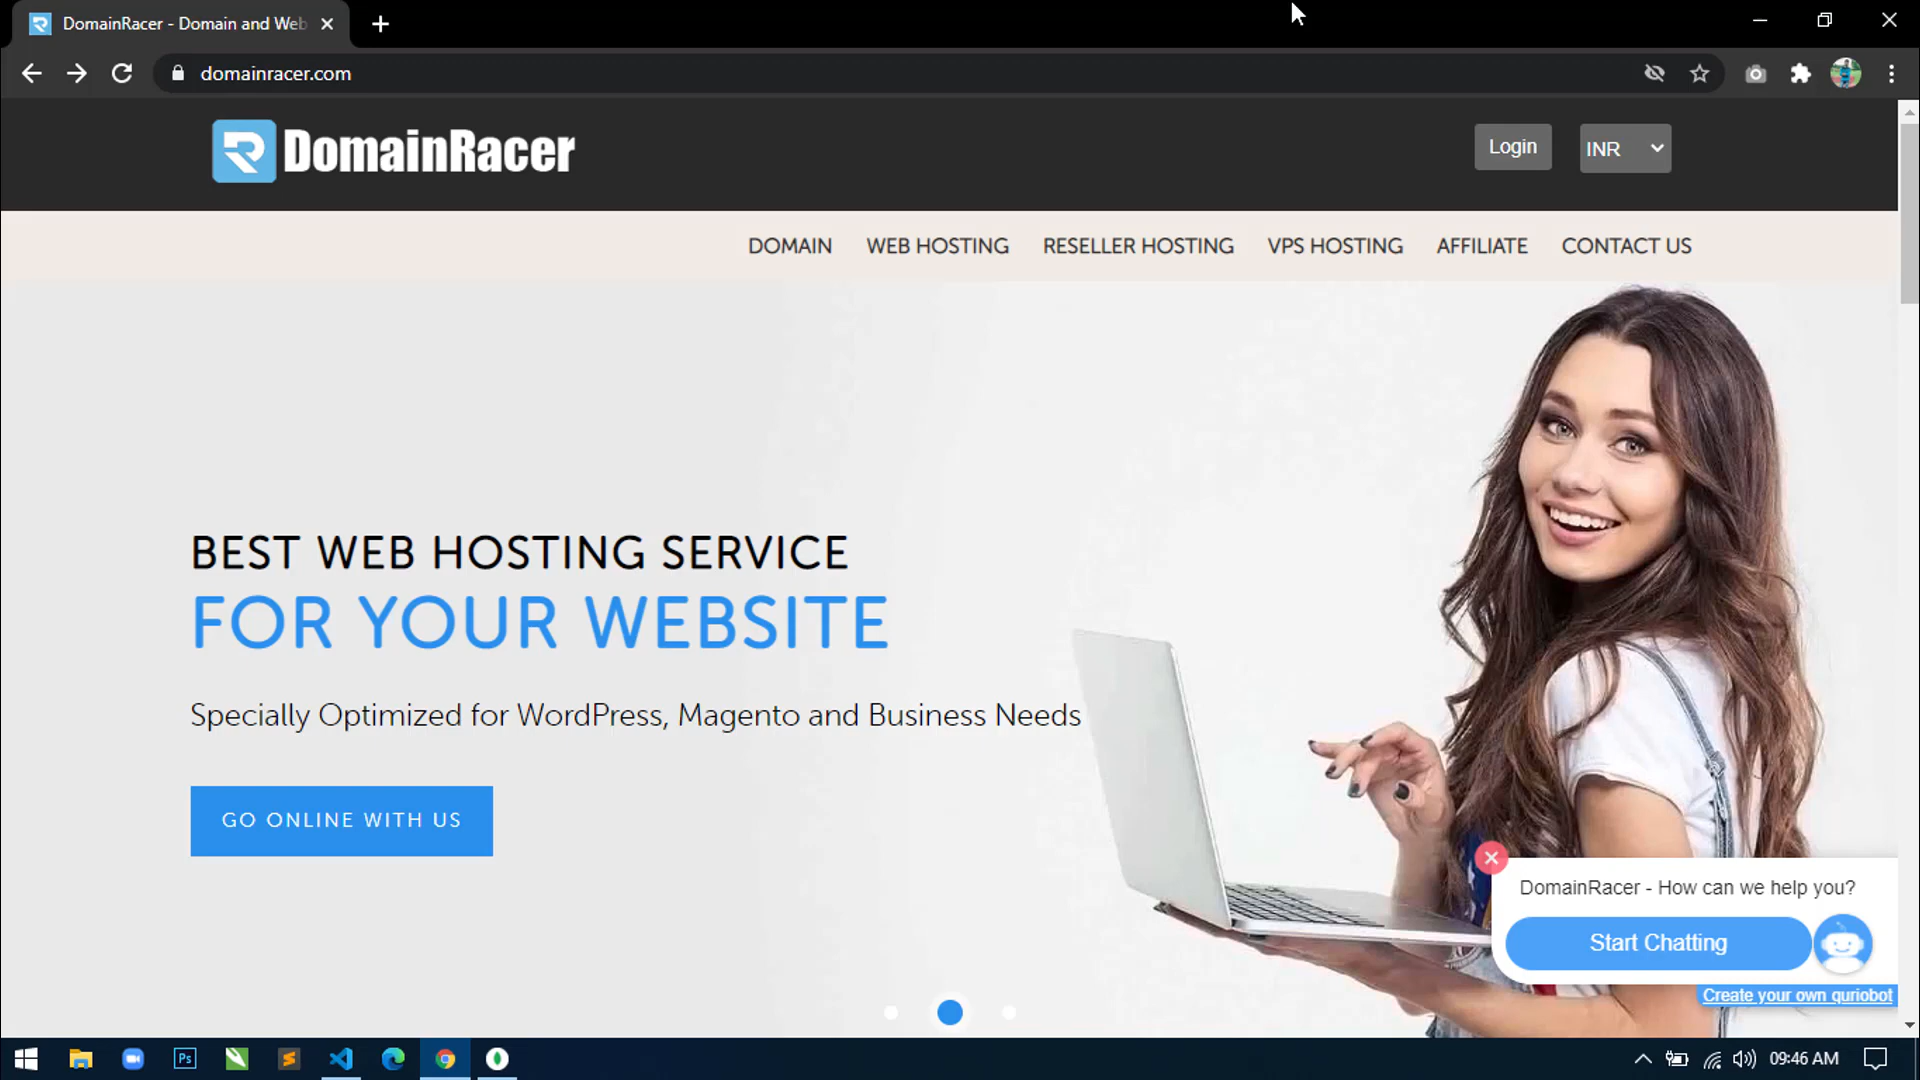 DomainRacer - Domain and Web
domainracer.com
DomainRacer
Login
INR
DOMAIN WEB HOSTING RESELLER HOSTING VPS HOSTING AFFILIATE CONTACT US
BEST WEB HOSTING SERVICE
FOR YOUR WEBSITE
Specially Optimized for WordPress, Magento and Business Needs
GO ONLINE WITH US
DomainRacer - How can we help you?
Start Chatting
Create your own quriobot
Ps
09:46 AM